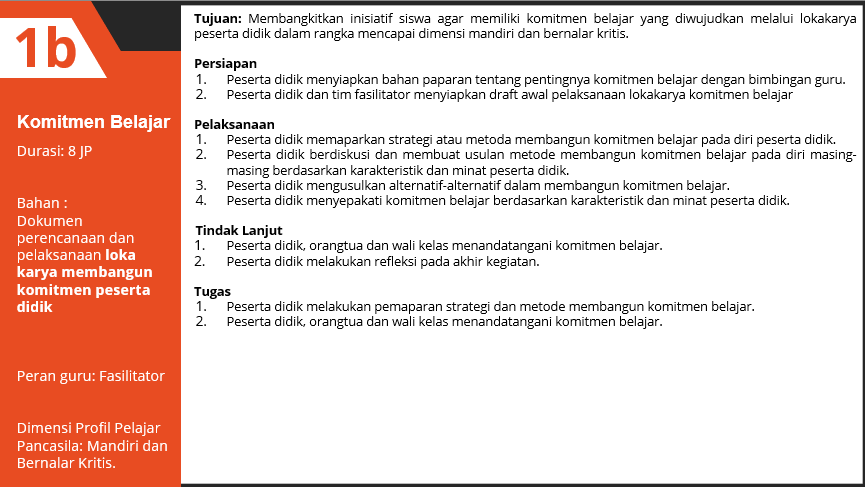 1b
Komitmen Belajar
Durasi: 8 JP
Bahan :
Dokumen
perencanaan dan
pelaksanaan loka
karya membangun
komitmen peserta
didik
Peran guru: Fasilitator
Dimensi Profil Pelajar
Pancasila: Mandiri dan
Bernalar Kritis.
Tujuan: Membangkitkan inisiatif siswa agar memiliki komitmen belajar yang diwujudkan melalui lokakarya
peserta didik dalam rangka mencapai dimensi mandiri dan bernalar kritis.
Persiapan
1. Peserta didik menyiapkan bahan paparan tentang pentingnya komitmen belajar dengan bimbingan guru.
2. Peserta didik dan tim fasilitator menyiapkan draft awal pelaksanaan lokakarya komitmen belajar
Pelaksanaan
1. Peserta didik memaparkan strategi atau metoda membangun komitmen belajar pada diri peserta didik.
2. Peserta didik berdiskusi dan membuat usulan metode membangun komitmen belajar pada diri masing-
masing berdasarkan karakteristik dan minat peserta didik.
3. Peserta didik mengusulkan alternatif-alternatif dalam membangun komitmen belajar.
4. Peserta didik menyepakati komitmen belajar berdasarkan karakteristik dan minat peserta didik.
Tindak Lanjut
1. Peserta didik, orangtua dan wali kelas menandatangani komitmen belajar.
2. Peserta didik melakukan refleksi pada akhir kegiatan.
Tugas
1. Peserta didik melakukan pemaparan strategi dan metode membangun komitmen belajar.
2. Peserta didik, orangtua dan wali kelas menandatangani komitmen belajar.